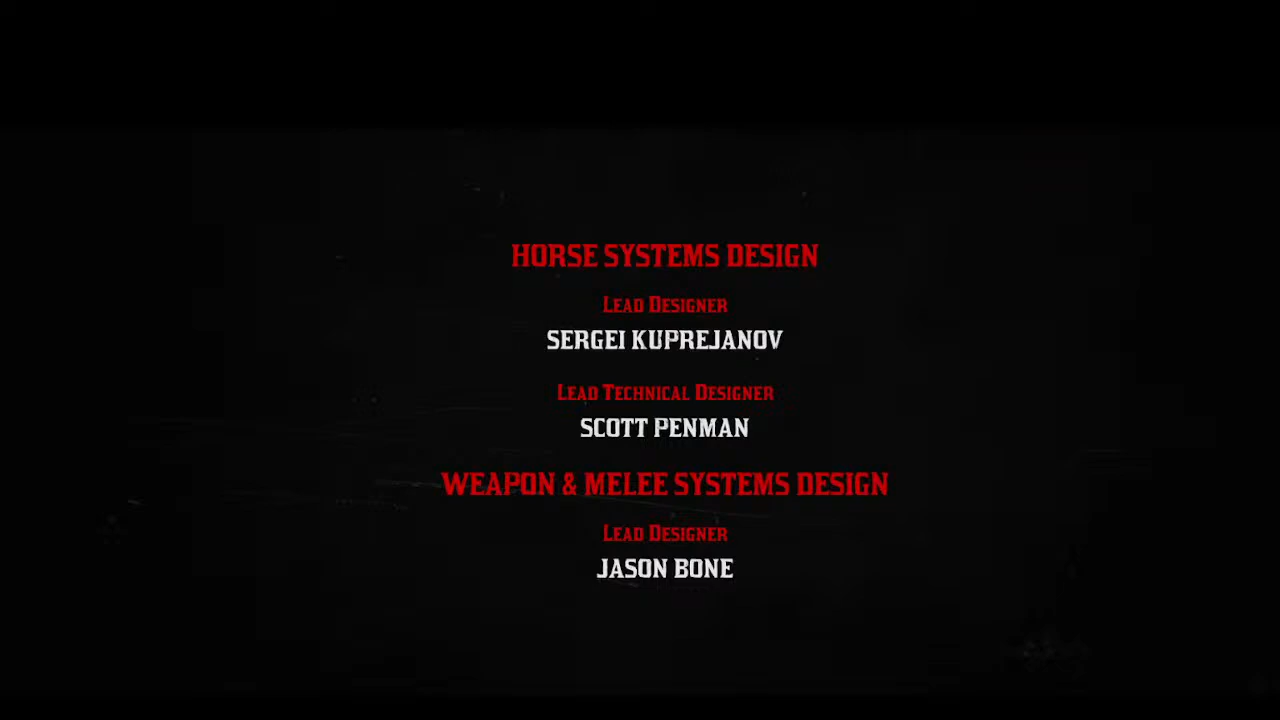 HORSE SYSTEMS DESIGN
LEAD DESIGNER
SERGEI KUPREJANOV
LEAD TECHNICAL DESIGNER
SCOTT PENMAN
WEAPON & MELEE SYSTEMS DESIGN
LEAD DESIGNER
JASON BONE